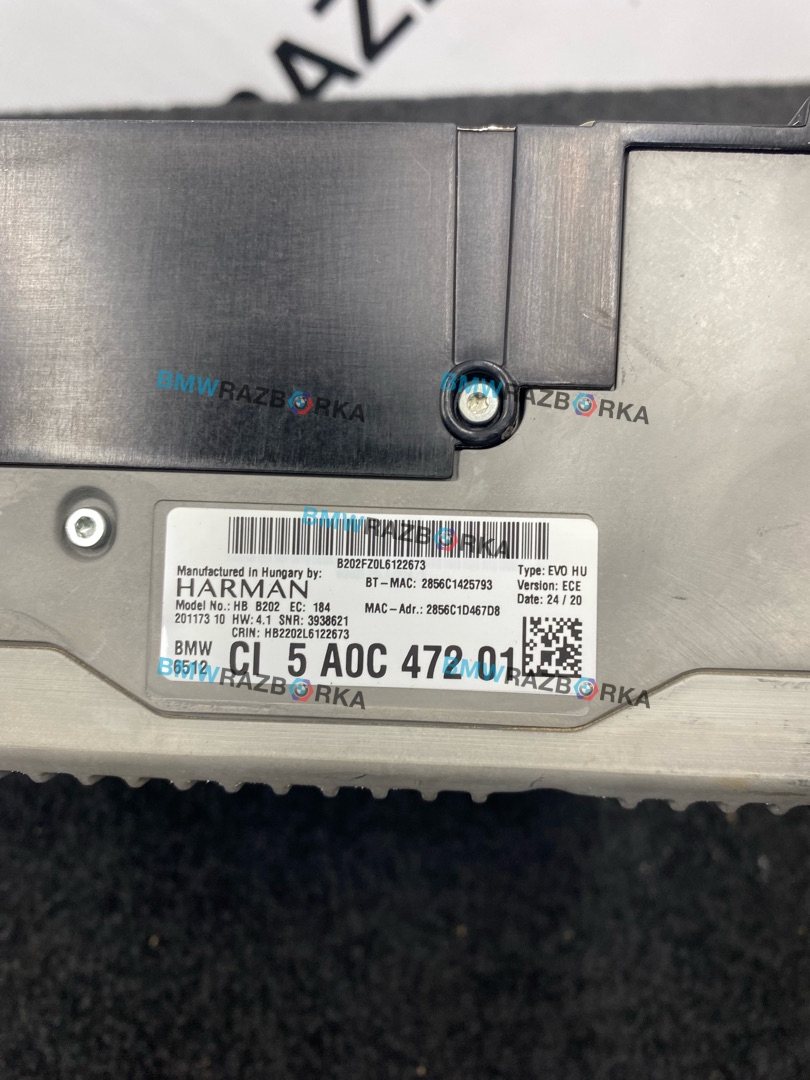 RAZ
BMWRAZBORKA
BMWRAZBORKA
BMWRAZBORKA
B202FZ0L6122673
Manufactured in Hungary by:
HARMAN
BT-MAC: 2856C1425793
Type: EVO HU
Version: ECE
Date: 24 / 20
Model No.: HB B202 EC: 184
MAC-Adr.: 2856C1D467D8
201173 10 HW: 4.1 SNR: 3938621
CRIN: HB2202L6122673
BMW
6512
CL 5 A0C 472 01
BMWRAZBORKA
BMWRAZBORKA